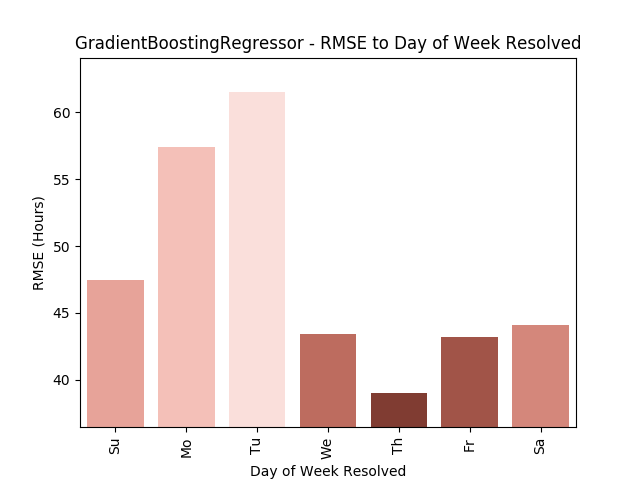 GradientBoostingRegressor - RMSE to Day of Week Resolved
60
55
50
45
40
RMSE (Hours)
Su
Mo
Tu
We
Th
Fr
Sa
Day of Week Resolved